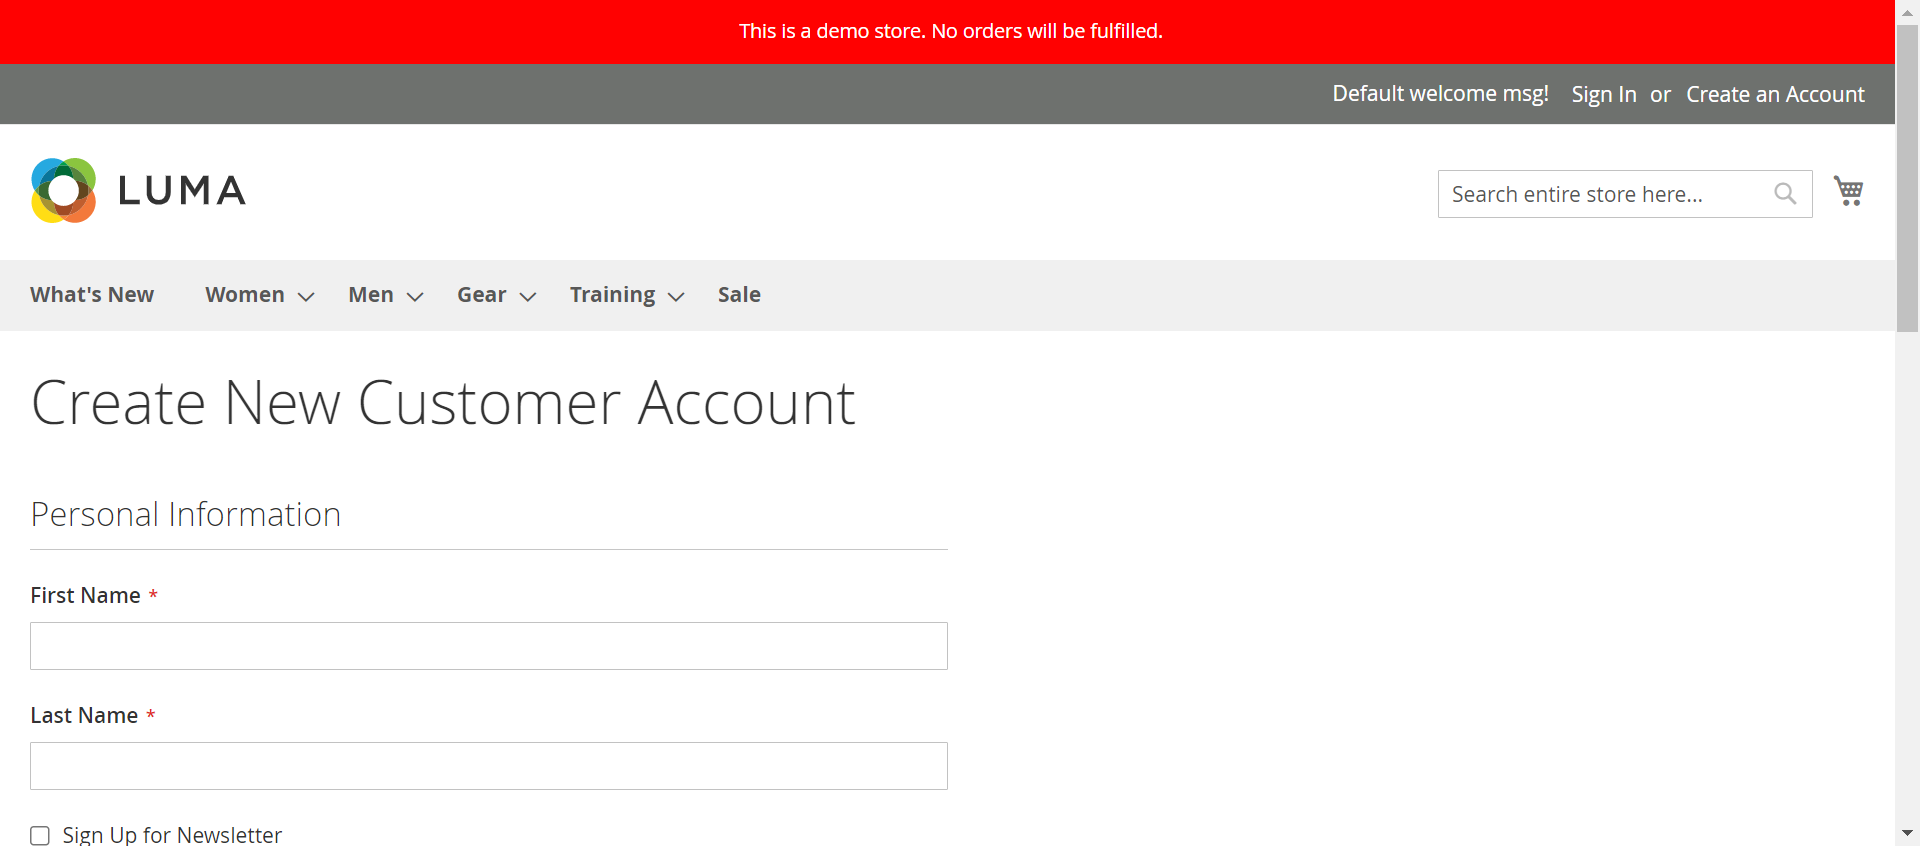 This is a demo store. No orders will be fulfilled.
Default welcome msg! Sign In or Create an Account
LUMA
Search entire store here...
What's New Women Men Gear Training Sale
Create New Customer Account
Personal Information
First Name *
Last Name *
Sign Up for Newsletter